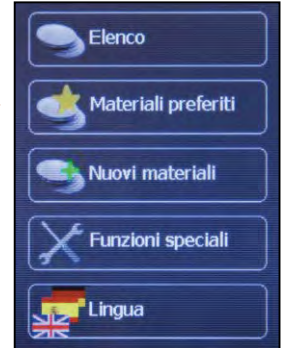 Elenco
Materiali preferiti
Nuovi materiali
Funzioni speciali
Lingua